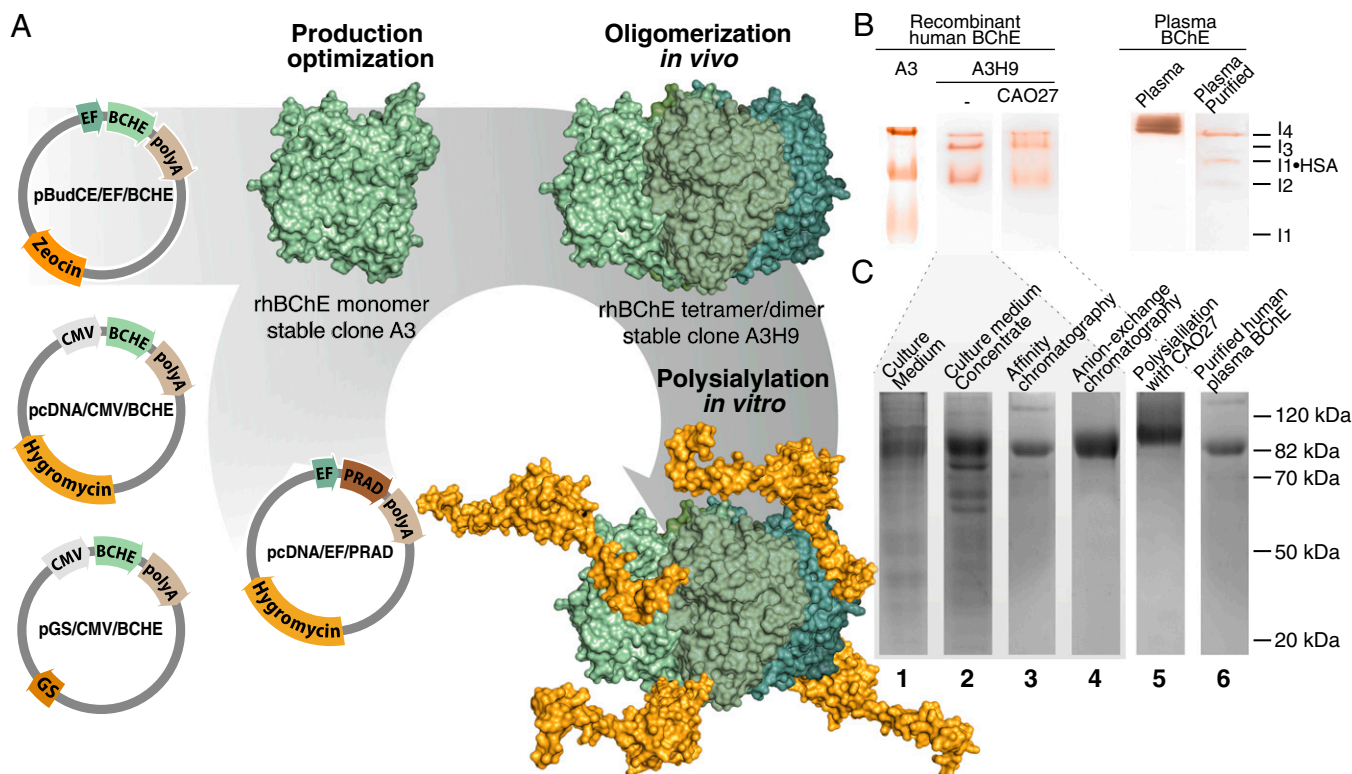 A
Production
optimization
Oligomerization
in vivo
EF
BCHE
polyA
pBudCE/EF/BCHE
Zeocin
rhBChE monomer
stable clone A3
rhBChE tetramer/dimer
stable clone A3H9
CMV
BCHE
polyA
pcDNA/CMV/BCHE
Hygromycin
Polysialylation
in vitro
EF
PRAD
polyA
pcDNA/EF/PRAD
Hygromycin
CMV
BCHE
polyA
pGS/CMV/BCHE
GS
B
Recombinant
human BChE
Plasma
BChE
A3
A3H9
-
CAO27
Plasma
Plasma
Purified
I4
I3
I1•HSA
I2
I1
C
Culture
Medium
Culture medium
Concentrate
Affinity
chromatography
Anion-exchange
chromatography
Polysialilation
with CAO27
Purified human
plasma BChE
120 kDa
82 kDa
70 kDa
50 kDa
20 kDa
1 2 3 4 5 6